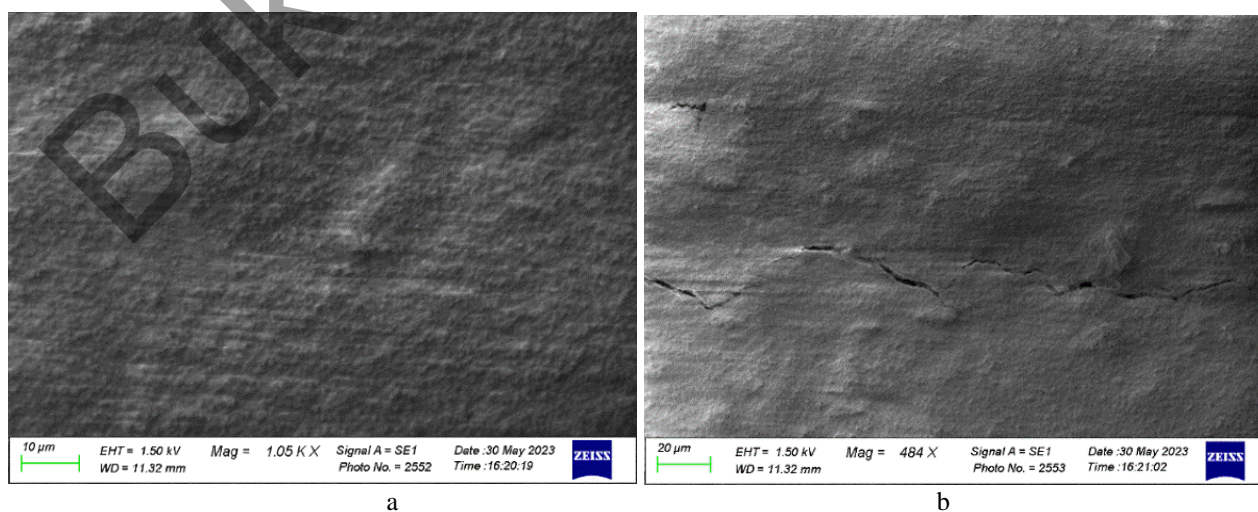 Buk
10 µm
EHT = 1.50 kV
WD = 11.32 mm
Mag = 1.05 K X
Signal A = SE1
Photo No. = 2552
Date :30 May 2023
Time :16:20:19
ZEISS
a
20 µm
EHT = 1.50 kV
WD = 11.32 mm
Mag = 484 X
Signal A = SE1
Photo No. = 2553
Date :30 May 2023
Time :16:21:02
ZEISS
b